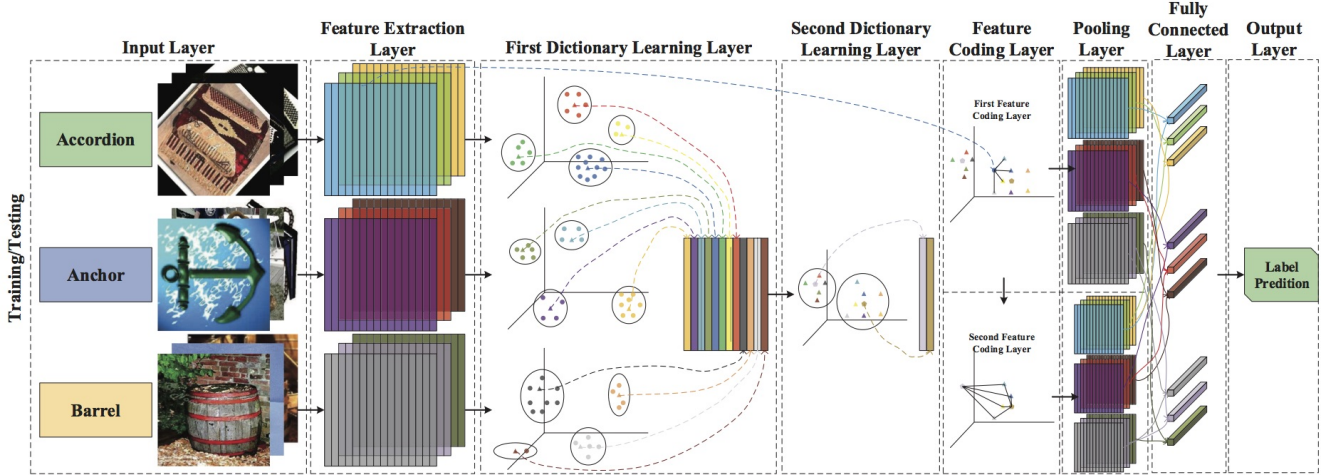 Input Layer
Feature Extraction
Layer
First Dictionary Learning Layer
Second Dictionary
Learning Layer
Feature
Coding Layer
Pooling
Layer
Fully
Connected
Layer
Output
Layer
Training/Testing
Accordion
Anchor
Barrel
First Feature
Coding Layer
Second Feature
Coding Layer
Label
Predition